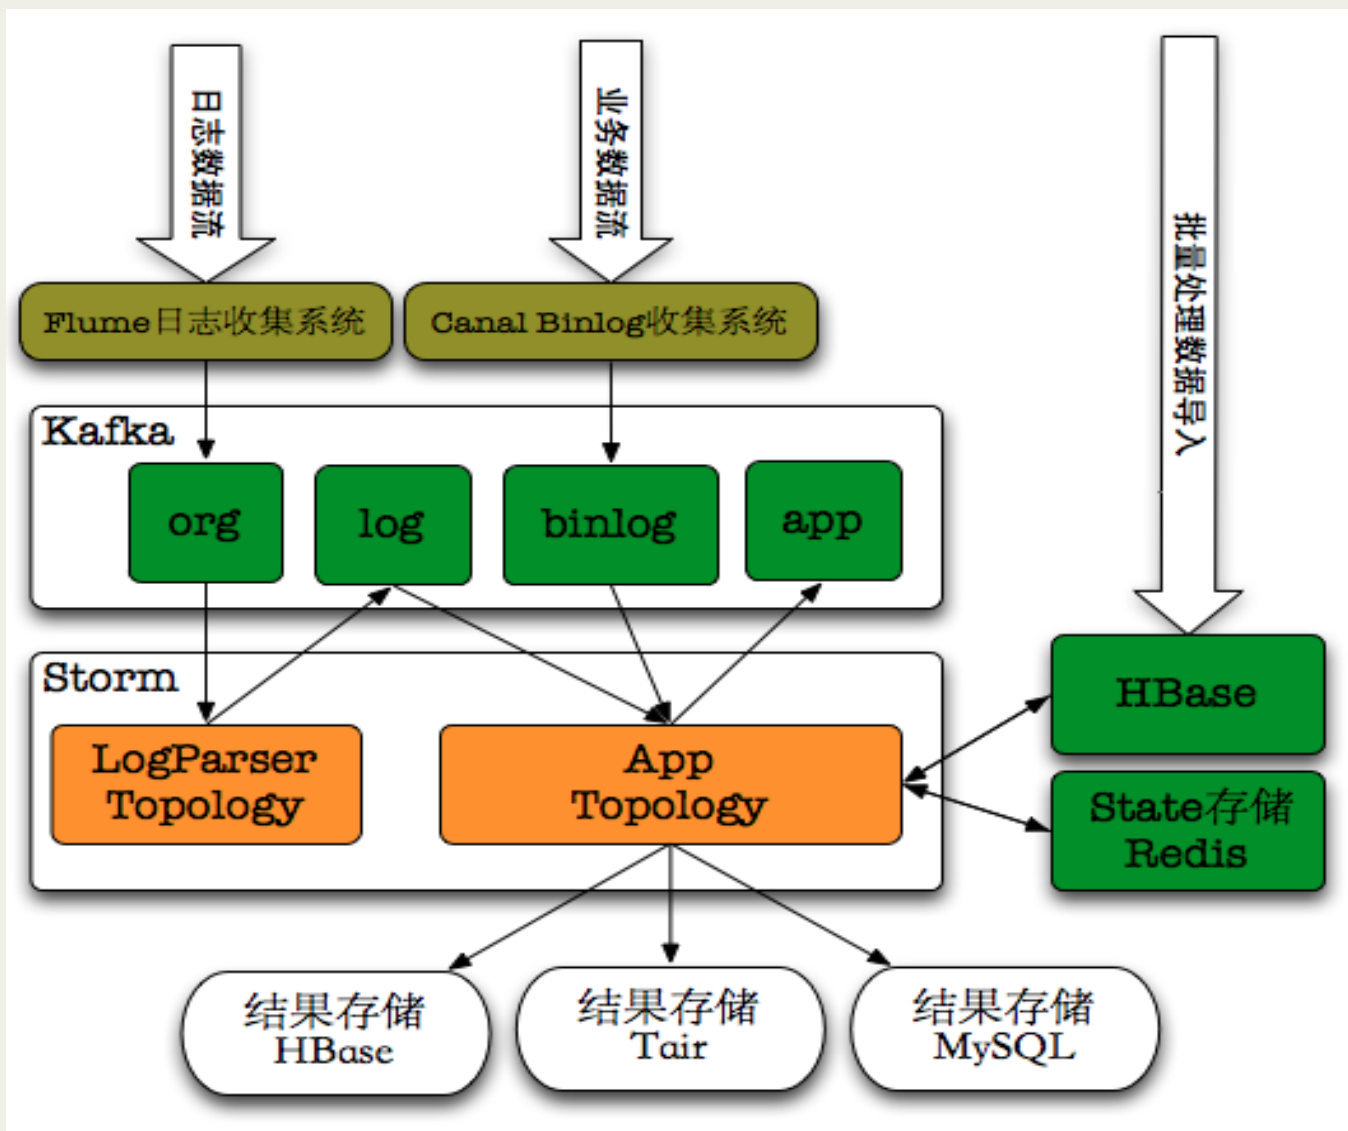 日志数据流
业务数据流
批量处理数据导入
Flume日志收集系统
Canal Binlog收集系统
Kafka
org
log
binlog
app
Storm
LogParser
Topology
App
Topology
HBase
State存储
Redis
结果存储
HBase
结果存储
Tair
结果存储
MySQL